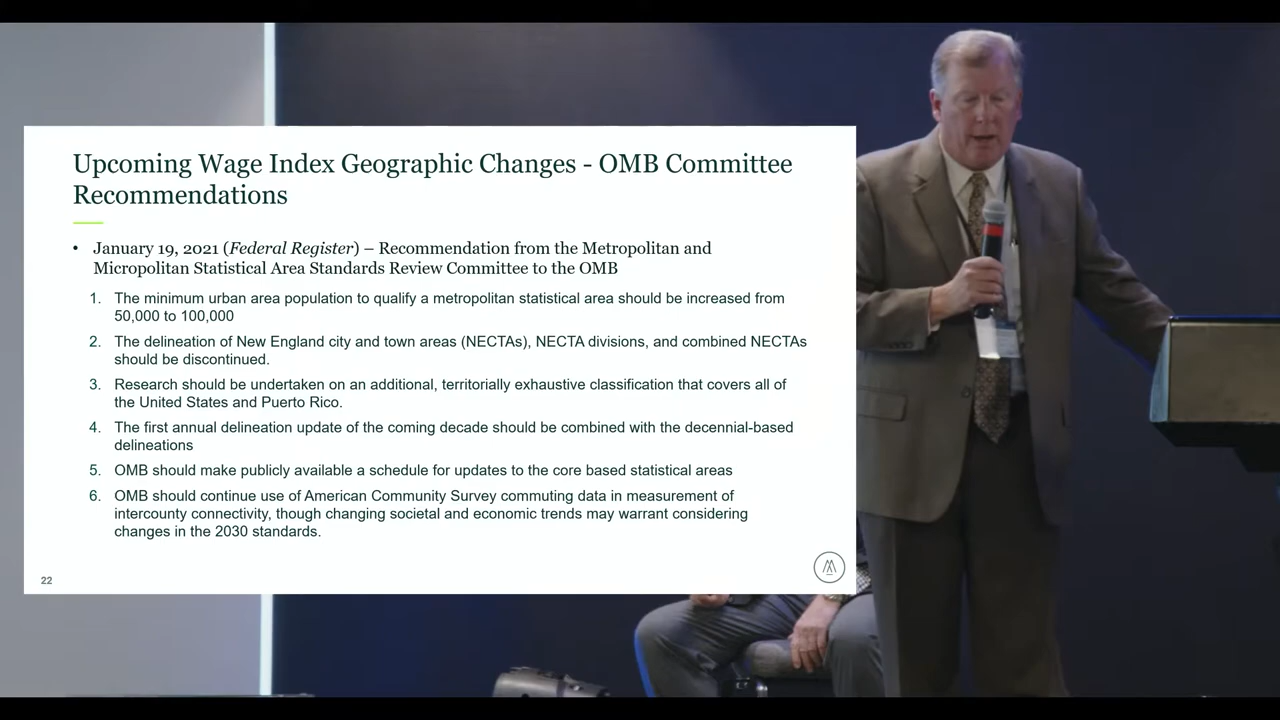 Upcoming Wage Index Geographic Changes - OMB Committee
Recommendations
• January 19, 2021 (Federal Register) – Recommendation from the Metropolitan and
Micropolitan Statistical Area Standards Review Committee to the OMB
1. The minimum urban area population to qualify a metropolitan statistical area should be increased from
50,000 to 100,000
2. The delineation of New England city and town areas (NECTAs), NECTA divisions, and combined NECTAs
should be discontinued.
3. Research should be undertaken on an additional, territorially exhaustive classification that covers all of
the United States and Puerto Rico.
4. The first annual delineation update of the coming decade should be combined with the decennial-based
delineations
5. OMB should make publicly available a schedule for updates to the core based statistical areas
6. OMB should continue use of American Community Survey commuting data in measurement of
intercounty connectivity, though changing societal and economic trends may warrant considering
changes in the 2030 standards.
22